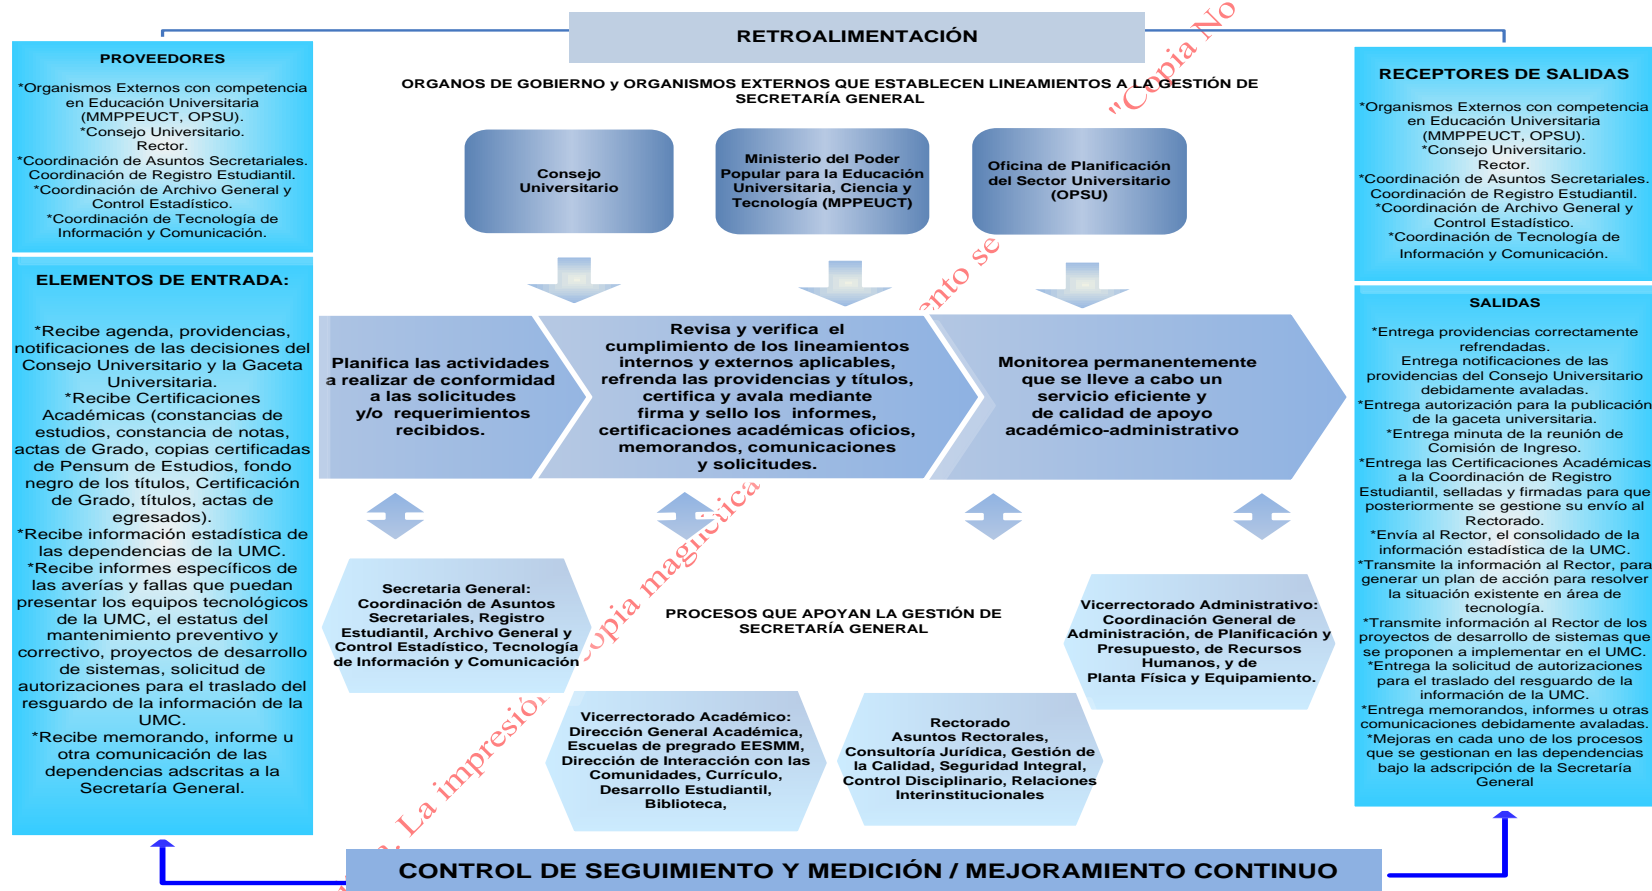 RETROALIMENTACIÓN
PROVEEDORES
*Organismos Externos con competencia
en Educación Universitaria
(MMPPEUCT, OPSU).
*Consejo Universitario.
Rector.
*Coordinación de Asuntos Secretariales.
Coordinación de Registro Estudiantil.
*Coordinación de Archivo General y
Control Estadístico.
*Coordinación de Tecnología de
Información y Comunicación.
ELEMENTOS DE ENTRADA:
*Recibe agenda, providencias,
notificaciones de las decisiones del
Consejo Universitario y la Gaceta
Universitaria.
*Recibe Certificaciones
Académicas (constancias de
estudios, constancia de notas,
actas de Grado, copias certificadas
de Pensum de Estudios, fondo
negro de los títulos, Certificación
de Grado, títulos, actas de
egresados).
*Recibe información estadística de
las dependencias de la UMC.
*Recibe informes específicos de
las averías y fallas que puedan
presentar los equipos tecnológicos
de la UMC, el estatus del
mantenimiento preventivo y
correctivo, proyectos de desarrollo
de sistemas, solicitud de
autorizaciones para el traslado del
resguardo de la información de la
UMC.
*Recibe memorando, informe u
otra comunicación de las
dependencias adscritas a la
Secretaría General.
ORGANOS DE GOBIERNO y ORGANISMOS EXTERNOS QUE ESTABLECEN LINEAMIENTOS A LA GESTIÓN DE
SECRETARÍA GENERAL
Consejo
Universitario
Ministerio del Poder
Popular para la Educación
Universitaria, Ciencia y
Tecnología (MPPEUCT)
Oficina de Planificación
del Sector Universitario
(OPSU)
Planifica las actividades
a realizar de conformidad
a las solicitudes
y/o requerimientos
recibidos.
Revisa y verifica el
cumplimiento de los lineamientos
internos y externos aplicables,
refrenda las providencias y títulos,
certifica y avala mediante
firma y sello los informes,
certificaciones académicas oficios,
memorandos, comunicaciones
y solicitudes.
Monitorea permanentemente
que se lleve a cabo un
servicio eficiente y
de calidad de apoyo
académico-administrativo
Secretaria General:
Coordinación de Asuntos
Secretariales, Registro
Estudiantil, Archivo General y
Control Estadístico, Tecnología
de Información y Comunicación
PROCESOS QUE APOYAN LA GESTIÓN DE
SECRETARÍA GENERAL
Vicerrectorado Administrativo:
Coordinación General de
Administración, de Planificación y
Presupuesto, de Recursos
Humanos, y de
Planta Física y Equipamiento.
Vicerrectorado Académico:
Dirección General Académica,
Escuelas de pregrado EESMM,
Dirección de Interacción con las
Comunidades, Currículo,
Desarrollo Estudiantil,
Biblioteca,
Rectorado
Asuntos Rectorales,
Consultoría Jurídica, Gestión de
la Calidad, Seguridad Integral,
Control Disciplinario, Relaciones
Interinstitucionales
RECEPTORES DE SALIDAS
*Organismos Externos con competencia
en Educación Universitaria
(MMPPEUCT, OPSU).
*Consejo Universitario.
Rector.
*Coordinación de Asuntos Secretariales.
Coordinación de Registro Estudiantil.
*Coordinación de Archivo General y
Control Estadístico.
*Coordinación de Tecnología de
Información y Comunicación.
SALIDAS
*Entrega providencias correctamente
refrendadas.
Entrega notificaciones de las
providencias del Consejo Universitario
debidamente avaladas.
*Entrega autorización para la publicación
de la gaceta universitaria.
*Entrega minuta de la reunión de
Comisión de Ingreso.
*Entrega las Certificaciones Académicas
a la Coordinación de Registro
Estudiantil, selladas y firmadas para que
posteriormente se gestione su envío al
Rectorado.
*Envía al Rector, el consolidado de la
información estadística de la UMC.
*Transmite la información al Rector, para
generar un plan de acción para resolver
la situación existente en área de
tecnología.
*Transmite información al Rector de los
proyectos de desarrollo de sistemas que
se proponen a implementar en el UMC.
*Entrega la solicitud de autorizaciones
para el traslado del resguardo de la
información de la UMC.
*Entrega memorandos, informes u otras
comunicaciones debidamente avaladas.
*Mejoras en cada uno de los procesos
que se gestionan en las dependencias
bajo la adscripción de la Secretaría
General
CONTROL DE SEGUIMIENTO Y MEDICIÓN / MEJORAMIENTO CONTINUO
La impresión
copia magnética
se
"Copia No